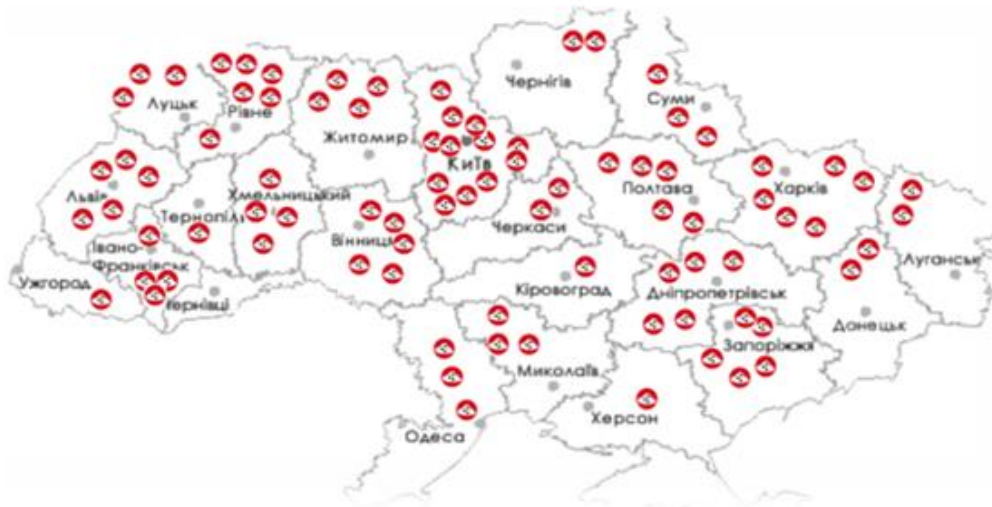 Чернігів
Луцьк
Рівне
Суми
Житомир
Київ
Львів
Хмельницький
Полтава
Харків
Тернопіль
Черкаси
Вінниця
Івано-
Франківськ
Луганськ
Ужгород
Чернівці
Кіровоград
Дніпропетрівськ
Донецьк
Запоріжжя
Миколаїв
Херсон
Одеса